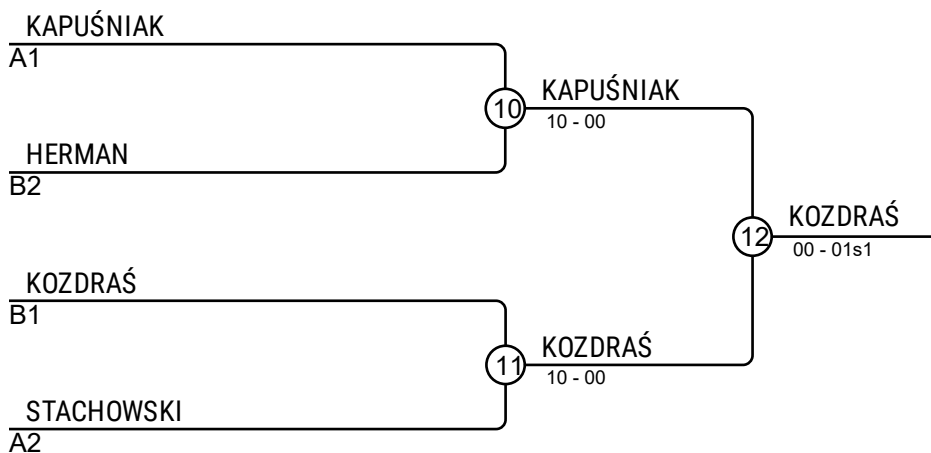 KAPUŚNIAK
A1
10
KAPUŚNIAK
10 - 00
HERMAN
B2
12
KOZDRAŚ
00 - 01s1
KOZDRAŚ
B1
11
KOZDRAŚ
10 - 00
STACHOWSKI
A2